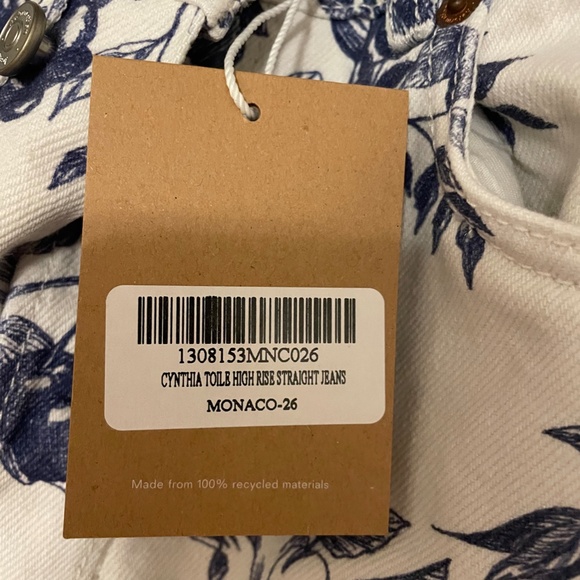 1308153MNC026
CYNTHIA TOILE HIGH RISE STRAIGHT JEANS
MONACO-26
Made from 100% recycled materials